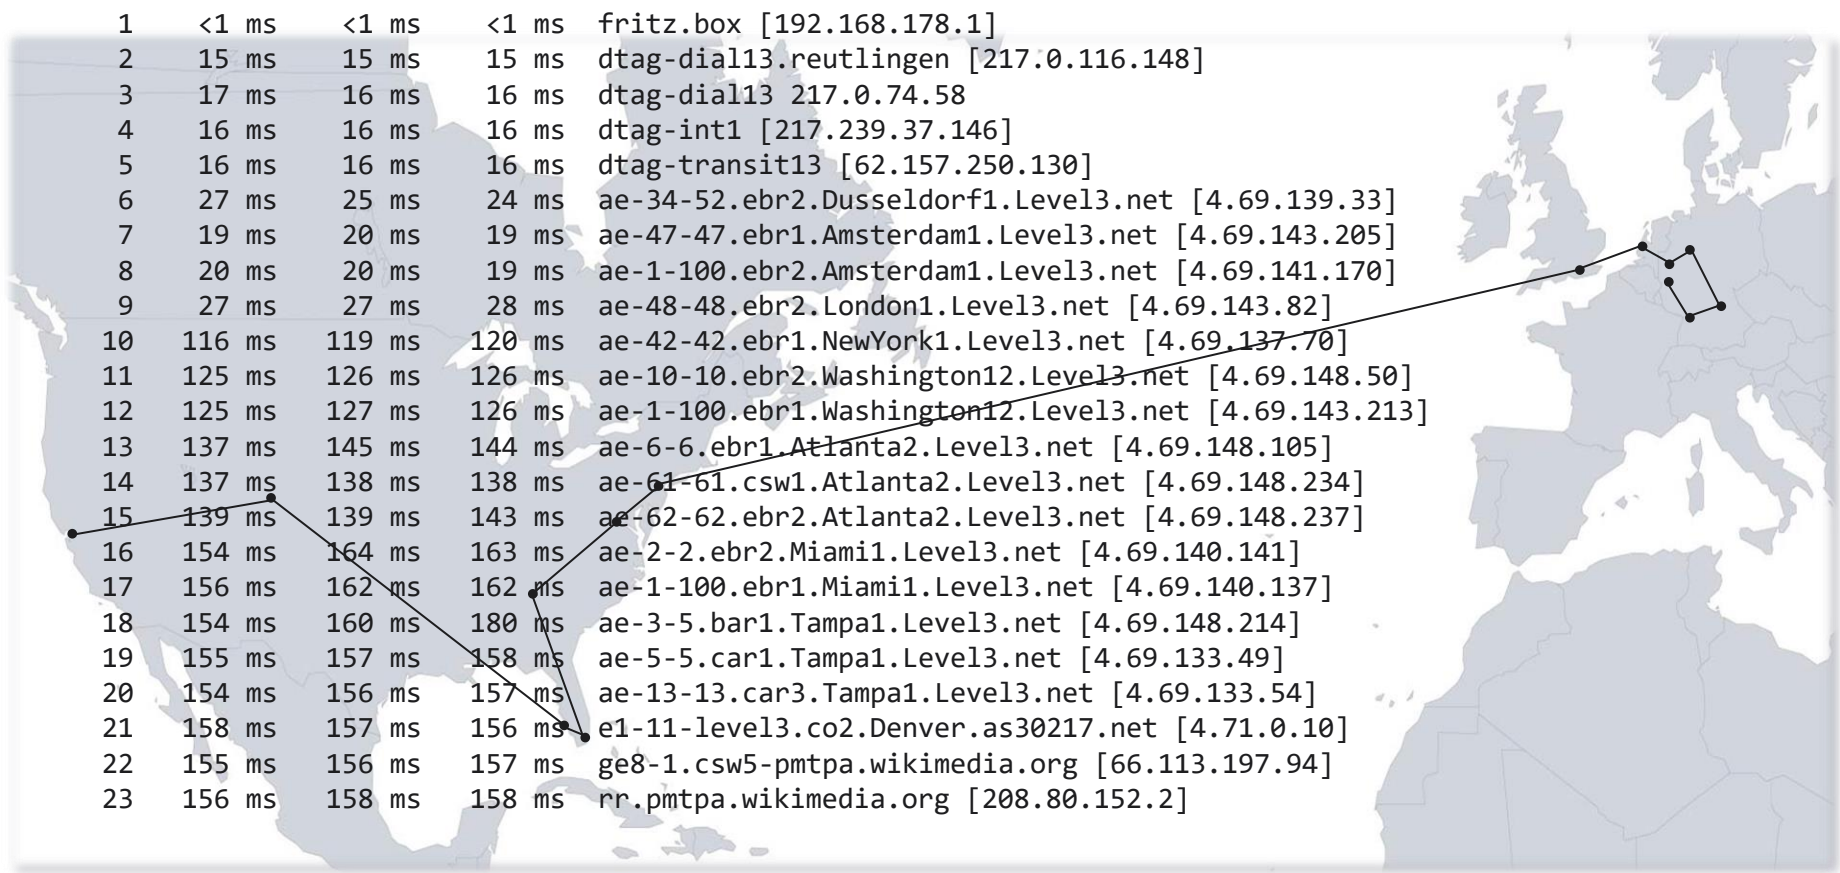 1 <1 ms <1 ms <1 ms fritz.box [192.168.178.1]
2 15 ms 15 ms 15 ms dtag-dial13.reutlingen [217.0.116.148]
3 17 ms 16 ms 16 ms dtag-dial13 217.0.74.58
4 16 ms 16 ms 16 ms dtag-int1 [217.239.37.146]
5 16 ms 16 ms 16 ms dtag-transit13 [62.157.250.130]
6 27 ms 25 ms 24 ms ae-34-52.ebr2.Dusseldorf1.Level3.net [4.69.139.33]
7 19 ms 20 ms 19 ms ae-47-47.ebr1.Amsterdam1.Level3.net [4.69.143.205]
8 20 ms 20 ms 19 ms ae-1-100.ebr2.Amsterdam1.Level3.net [4.69.141.170]
9 27 ms 27 ms 28 ms ae-48-48.ebr2.London1.Level3.net [4.69.143.82]
10 116 ms 119 ms 120 ms ae-42-42.ebr1.NewYork1.Level3.net [4.69.137.70]
11 125 ms 126 ms 126 ms ae-10-10.ebr2.Washington12.Level3.net [4.69.148.50]
12 125 ms 127 ms 126 ms ae-1-100.ebr1.Washington12.Level3.net [4.69.143.213]
13 137 ms 145 ms 144 ms ae-6-6.ebr1.Atlanta2.Level3.net [4.69.148.105]
14 137 ms 138 ms 138 ms ae-61-61.csw1.Atlanta2.Level3.net [4.69.148.234]
15 139 ms 139 ms 143 ms ae-62-62.ebr2.Atlanta2.Level3.net [4.69.148.237]
16 154 ms 164 ms 163 ms ae-2-2.ebr2.Miami1.Level3.net [4.69.140.141]
17 156 ms 162 ms 162 ms ae-1-100.ebr1.Miami1.Level3.net [4.69.140.137]
18 154 ms 160 ms 180 ms ae-3-5.bar1.Tampa1.Level3.net [4.69.148.214]
19 155 ms 157 ms 158 ms ae-5-5.car1.Tampa1.Level3.net [4.69.133.49]
20 154 ms 156 ms 157 ms ae-13-13.car3.Tampa1.Level3.net [4.69.133.54]
21 158 ms 157 ms 156 ms e1-11-level3.co2.Denver.as30217.net [4.71.0.10]
22 155 ms 156 ms 157 ms ge8-1.csw5-pmtpa.wikimedia.org [66.113.197.94]
23 156 ms 158 ms 158 ms rr.pmtpa.wikimedia.org [208.80.152.2]